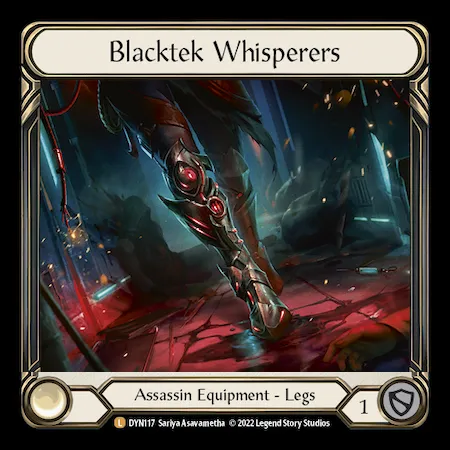 Blacktek Whisperers
Assassin Equipment - Legs
1
L DYN117 Sariya Asavametha © 2022 Legend Story Studios